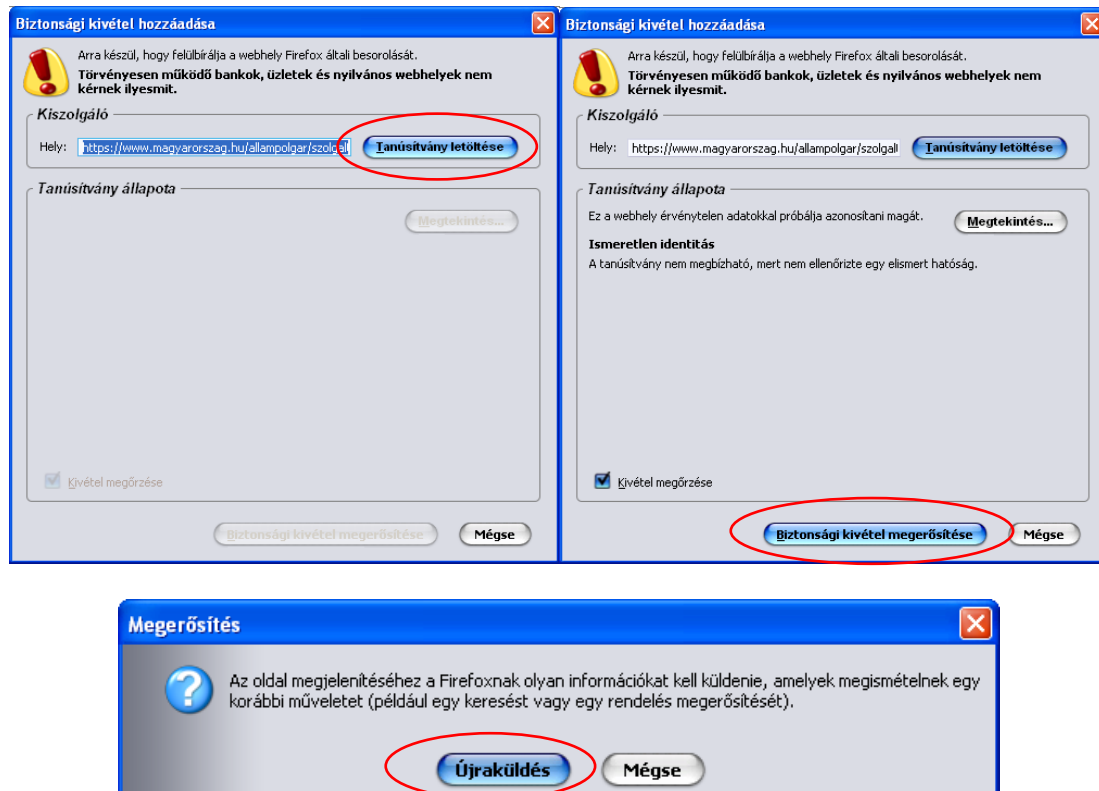 Biztonsági kivétel hozzáadása
Arra készül, hogy felülbírálja a webhely Firefox általi besorolását.
Törvényesen működő bankok, üzletek és nyilvános webhelyek nem
kérnek ilyesmit.
Kiszolgáló
Hely: https://www.magyarorszag.hu/allampolgar/szolgal Tanúsítvány letöltése
Tanúsítvány állapota
Megtekintés...
Kivétel megőrzése
Biztonsági kivétel megerősítése Mégse
Biztonsági kivétel hozzáadása
Arra készül, hogy felülbírálja a webhely Firefox általi besorolását.
Törvényesen működő bankok, üzletek és nyilvános webhelyek nem
kérnek ilyesmit.
Kiszolgáló
Hely: https://www.magyarorszag.hu/allampolgar/szolgall Tanúsítvány letöltése
Tanúsítvány állapota
Ez a webhely érvénytelen adatokkal próbálja azonosítani magát. Megtekintés...
Ismeretlen identitás
A tanúsítvány nem megbízható, mert nem ellenőrizte egy elismert hatóság.
Kivétel megőrzése
Biztonsági kivétel megerősítése Mégse
Megerősítés
Az oldal megjelenítéséhez a Firefoxnak olyan információkat kell küldenie, amelyek megismételnek egy
korábbi műveletet (például egy keresést vagy egy rendelés megerősítését).
Újraküldés Mégse